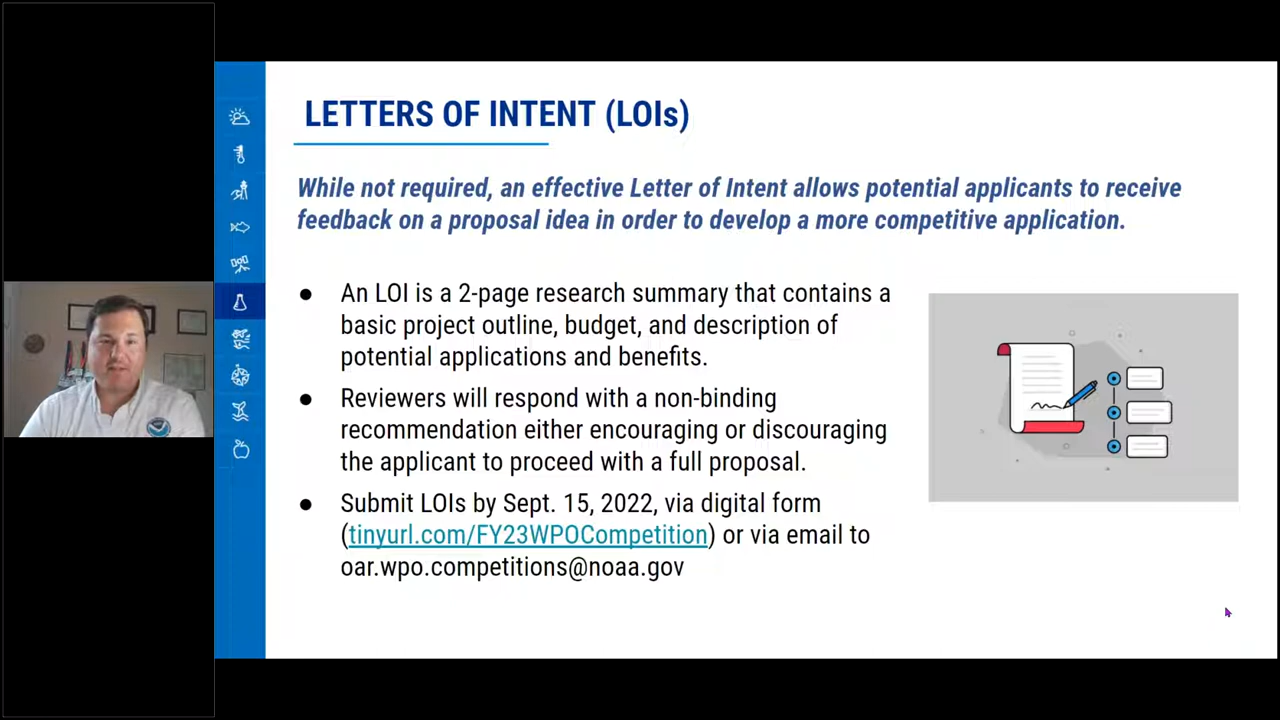 LETTERS OF INTENT (LOIs)
While not required, an effective Letter of Intent allows potential applicants to receive
feedback on a proposal idea in order to develop a more competitive application.
● An LOI is a 2-page research summary that contains a
basic project outline, budget, and description of
potential applications and benefits.
● Reviewers will respond with a non-binding
recommendation either encouraging or discouraging
the applicant to proceed with a full proposal.
● Submit LOIs by Sept. 15, 2022, via digital form
(tinyurl.com/FY23WPOCompetition) or via email to
oar.wpo.competitions@noaa.gov